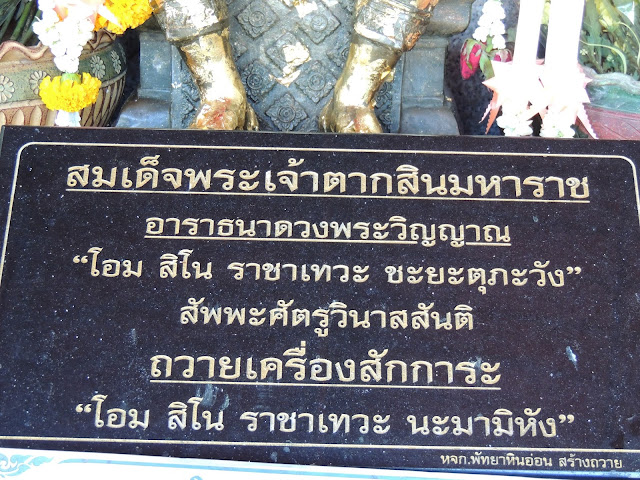 สมเด็จพระเจ้าตากสินมหาราช
อาราธนาดวงพระวิญญาณ
“โอม สิโน ราชาเทวะ ชะยะตุภะวัง”
สัพพะศัตรูวินาสสันติ
ถวายเครื่องสักการะ
“โอม สิโน ราชาเทวะ นะมามิหัง”
หจก.พัทยาหินอ่อน สร้างถวาย